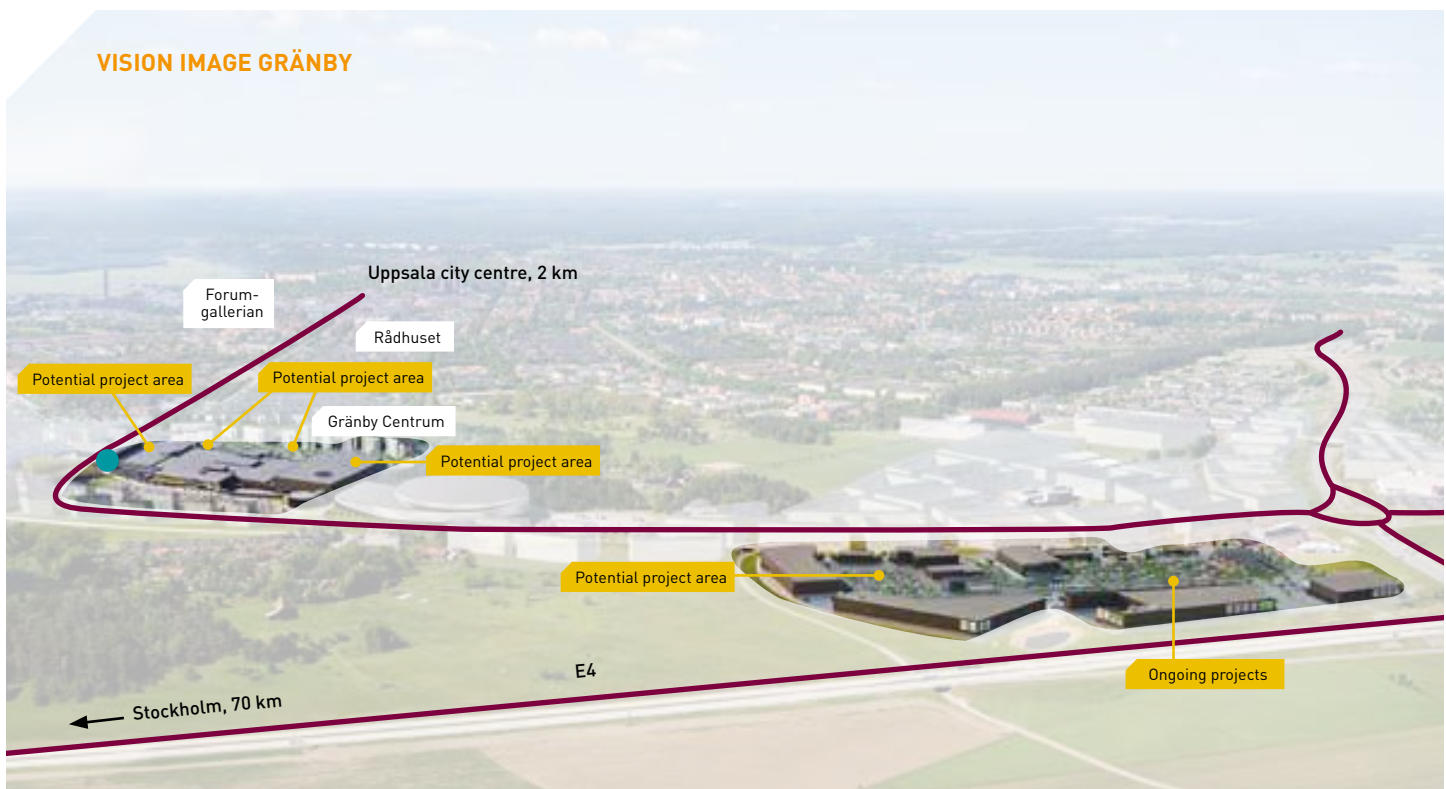 VISION IMAGE GRÄNBY
Uppsala city centre, 2 km
Forum-
gallerian
Rådhuset
Potential project area
Potential project area
Gränby Centrum
Potential project area
Potential project area
Ongoing projects
E4
Stockholm, 70 km